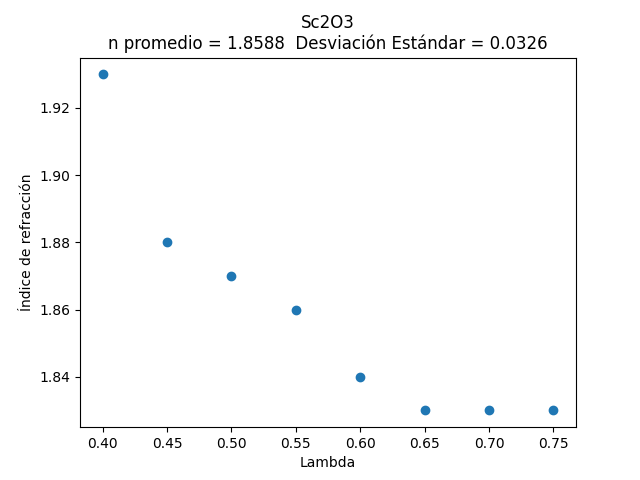 Sc2O3
n promedio = 1.8588  Desviación Estándar = 0.0326
1.92
1.90
1.88
1.86
1.84
Índice de refracción
0.40 0.45 0.50 0.55 0.60 0.65 0.70 0.75
Lambda